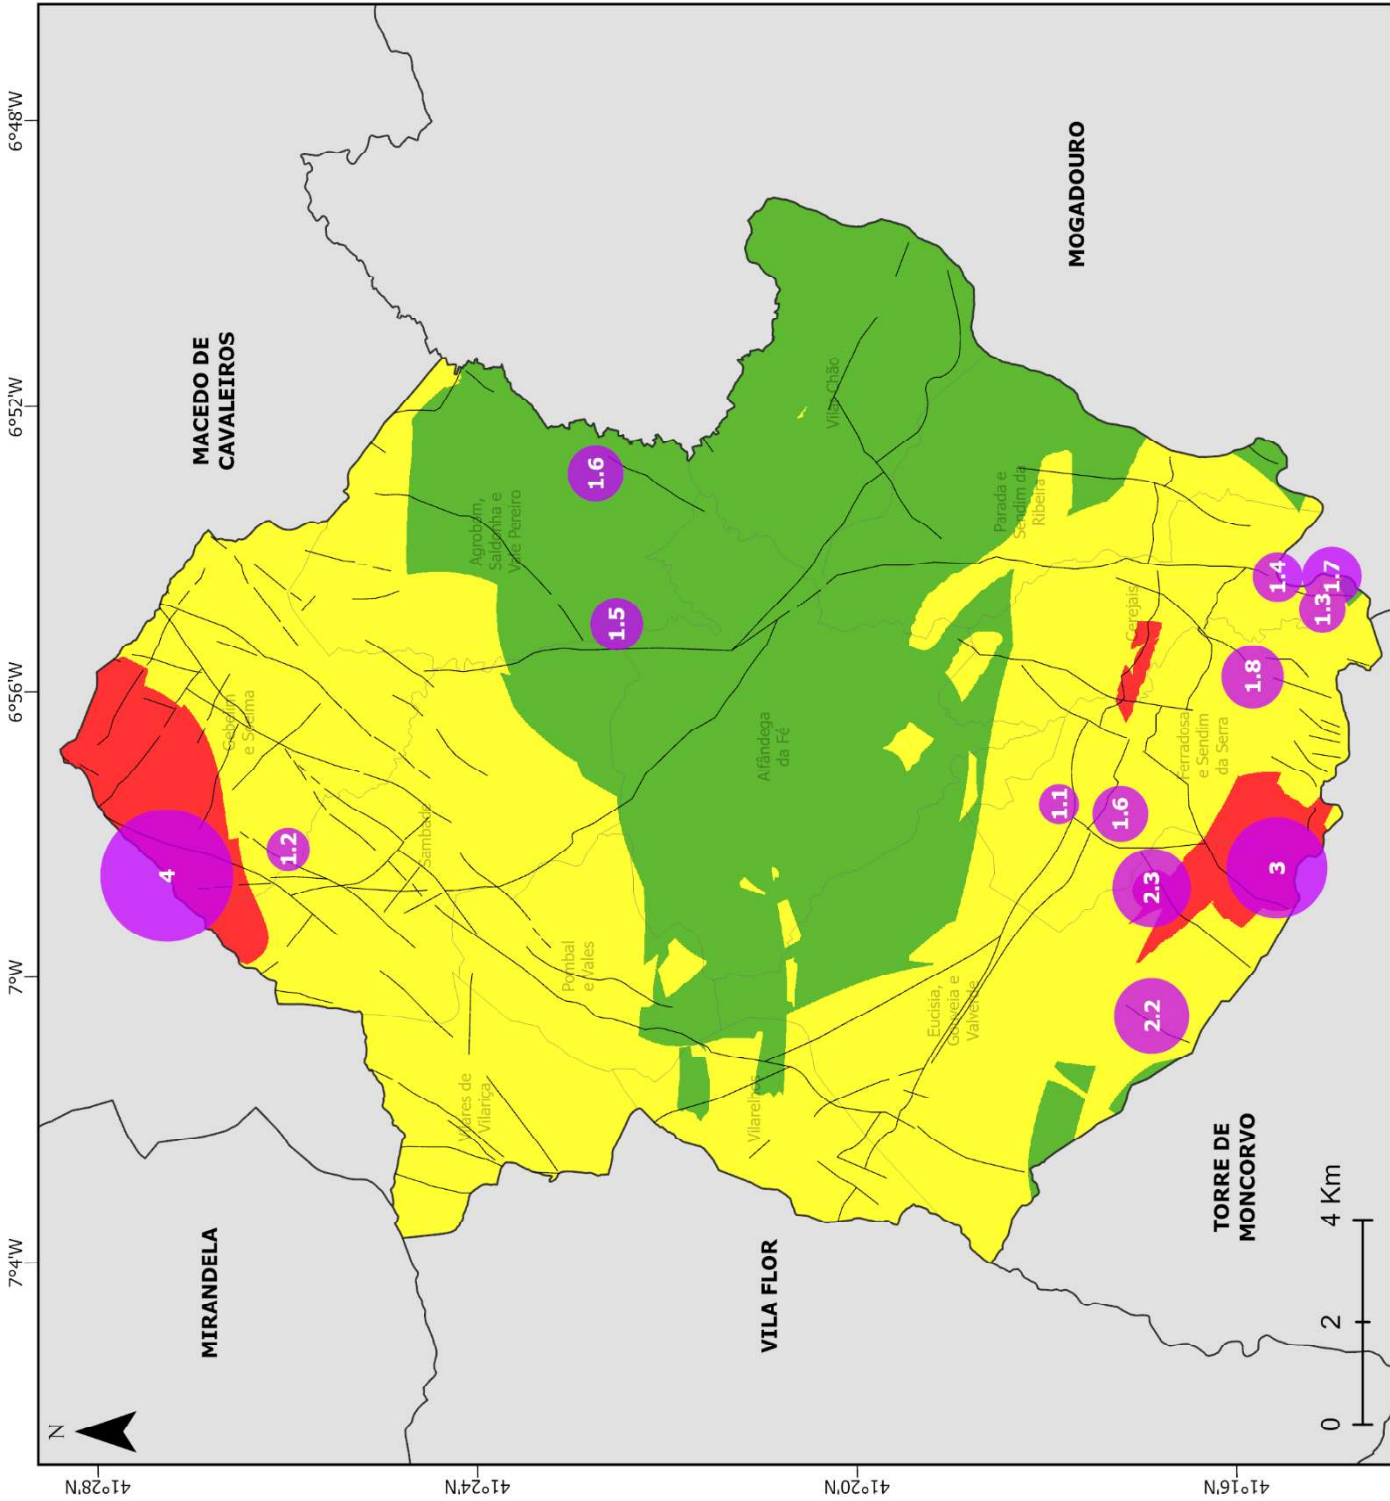 6°48'W
6°52'W
6°56'W
7°0'W
7°4'W
41°28'N
41°24'N
41°20'N
41°16'N
N
MIRANDELA
MACEDO DE
CAVALEIROS
MOGADOURO
VILA FLOR
TORRE DE
MONCORVO
Gebelim
e Soeima
Sambade
Agrobom,
Saldonha e
Vale Pereiro
Pombal
e Vales
Vilares de
Vilariça
Vilarelhos
Alfândega
da Fé
Vilar Chão
Eucisia,
Gouveia e
Valverde
Parada e
Sendim da
Ribeira
Cerejais
Ferradosa
e Sendim
da Serra
4
1.2
1.6
1.5
1.1
1.6
2.3
2.2
3
1.8
1.4
1.3
1.7
0 2 4 Km